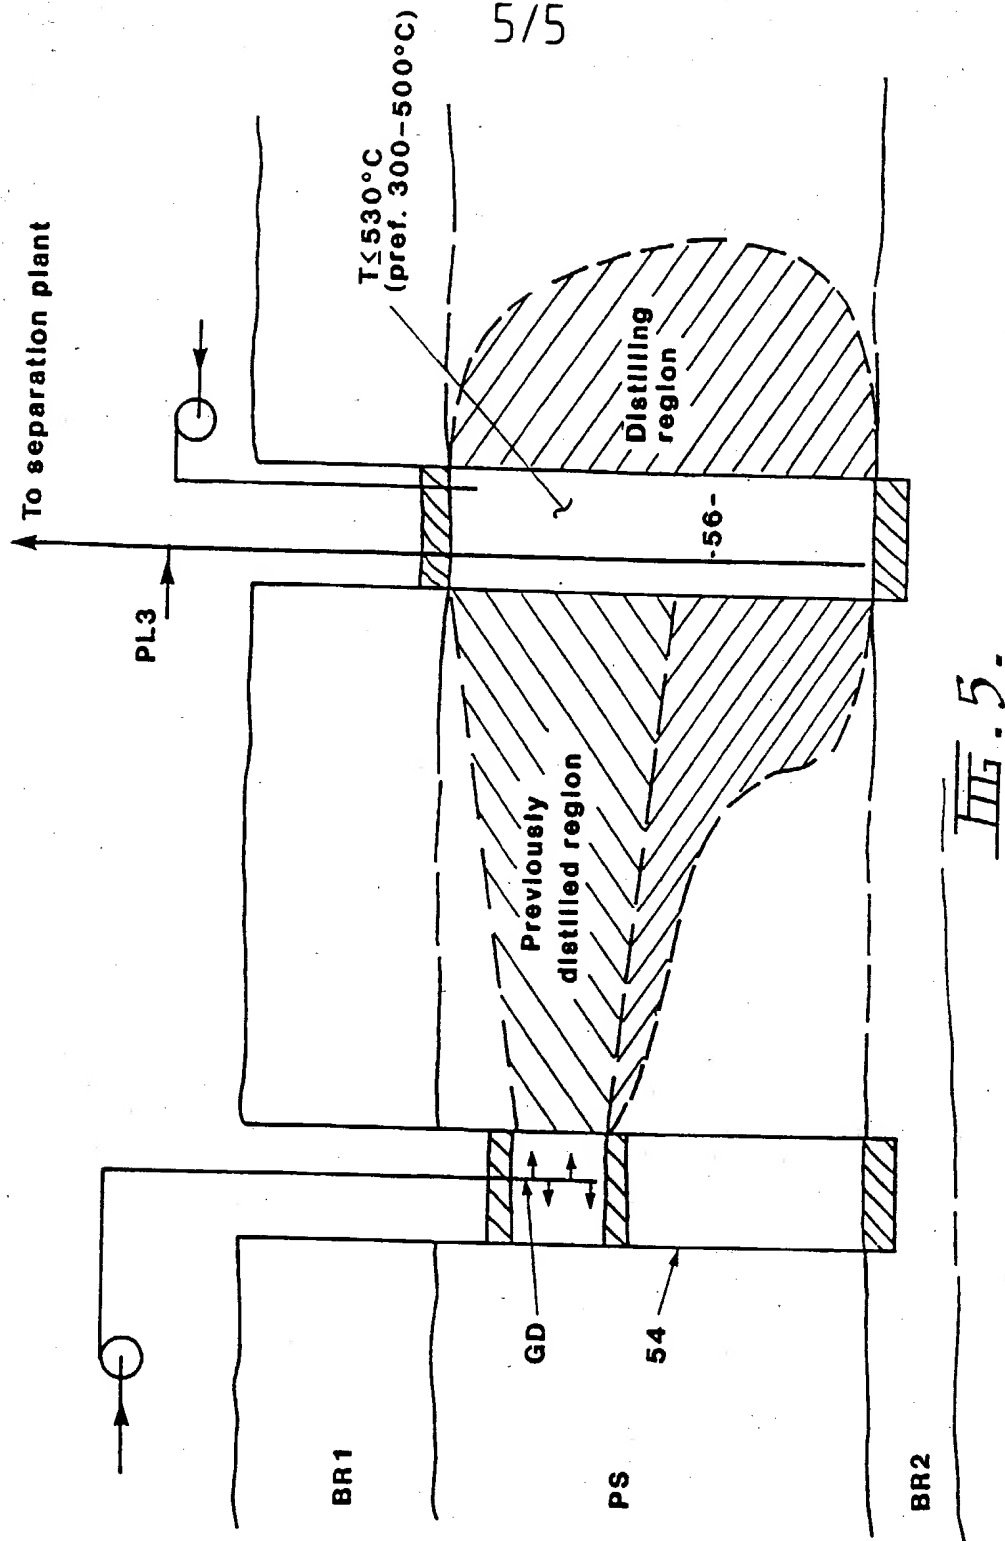 5/5
To separation plant
T≤530°C
(pref. 300-500°C)
PL3
Distilling
region
-56-
Previously
distilled region
GD
54
BR1
PS
BR2
FIG. 5.